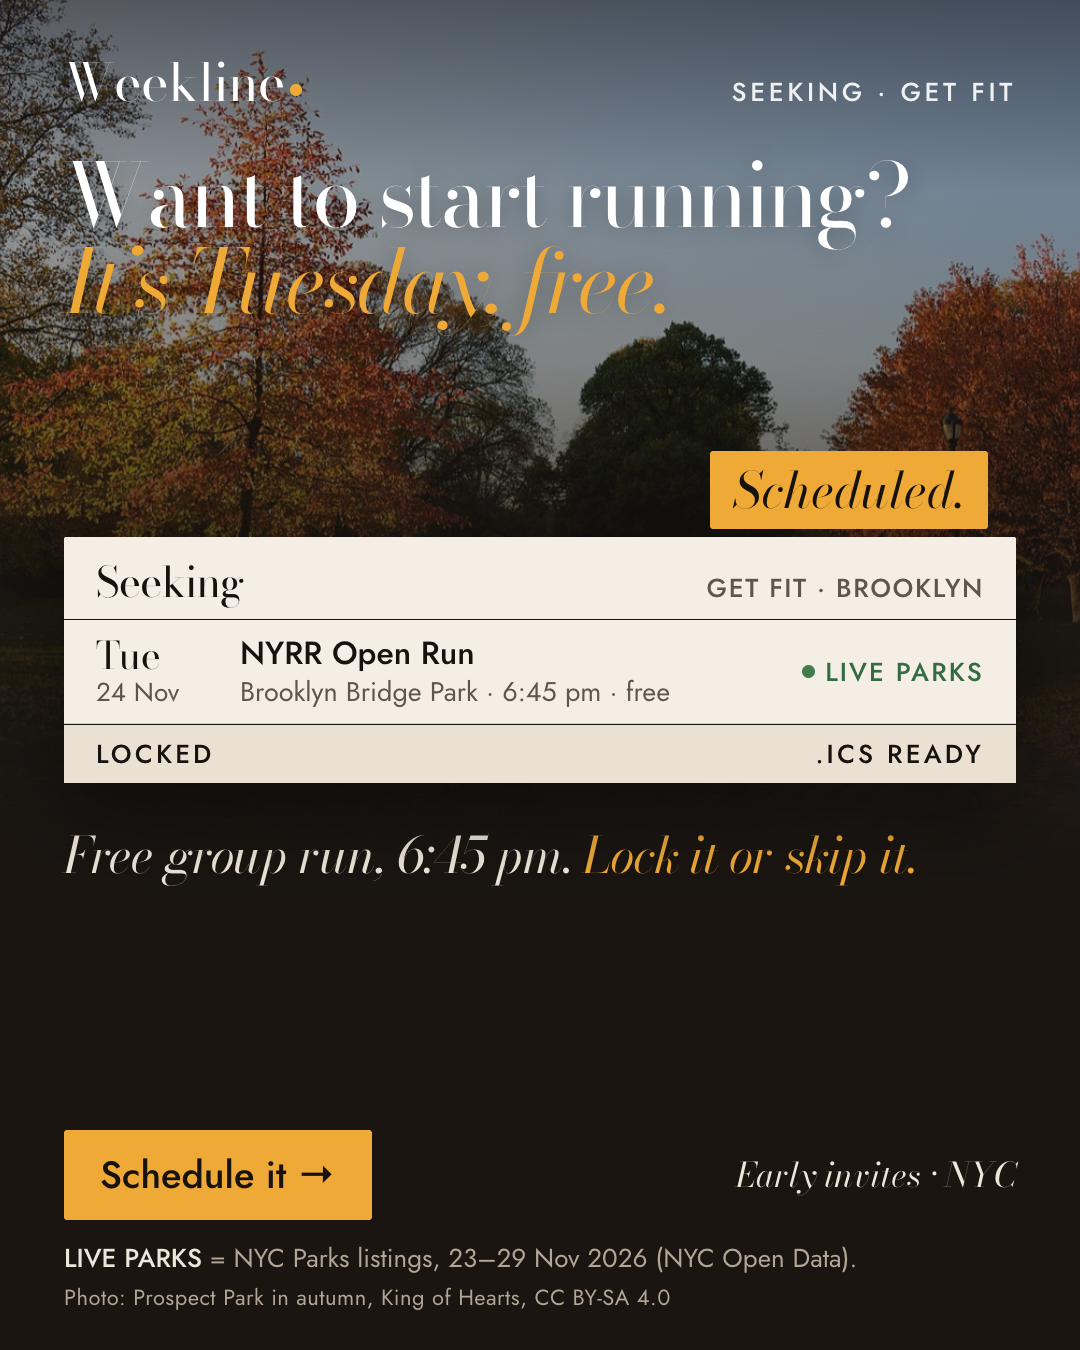 Weekline.
SEEKING · GET FIT
Want to start running?
It's Tuesday, free.
Scheduled.
Seeking
GET FIT · BROOKLYN
Tue
24 Nov
NYRR Open Run
Brooklyn Bridge Park · 6:45 pm · free
● LIVE PARKS
LOCKED
.ICS READY
Free group run, 6:45 pm. Lock it or skip it.
Schedule it →
Early invites · NYC
LIVE PARKS = NYC Parks listings, 23–29 Nov 2026 (NYC Open Data).
Photo: Prospect Park in autumn, King of Hearts, CC BY-SA 4.0